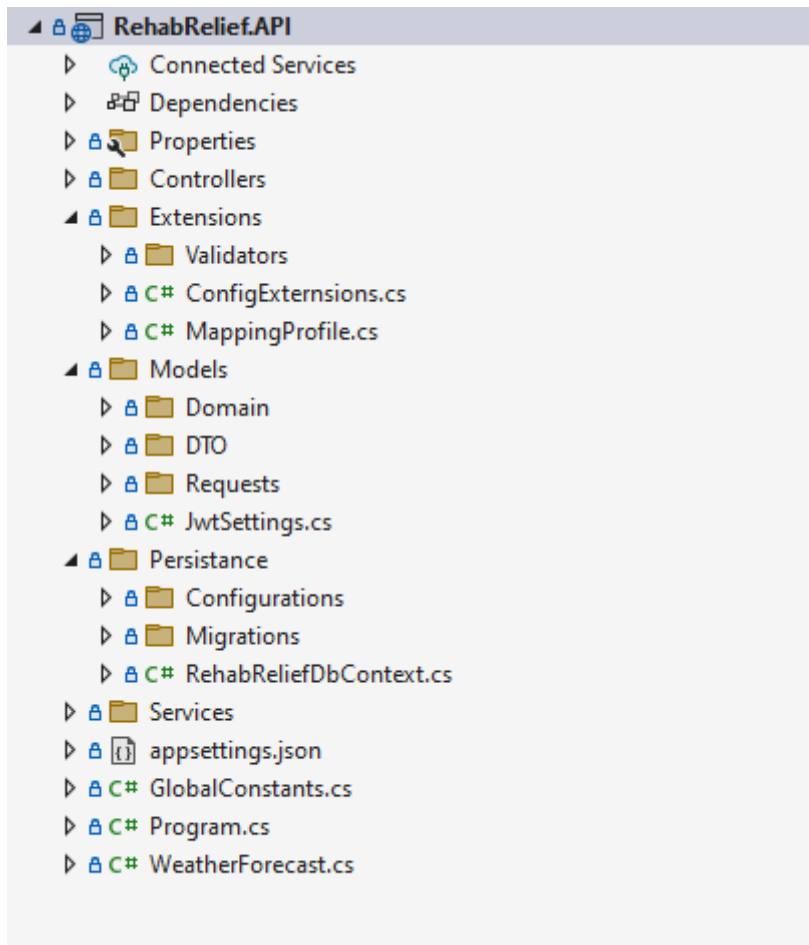 RehabRelief.API
Connected Services
Dependencies
Properties
Controllers
Extensions
Validators
C# ConfigExternsions.cs
C# MappingProfile.cs
Models
Domain
DTO
Requests
C# JwtSettings.cs
Persistance
Configurations
Migrations
C# RehabReliefDbContext.cs
Services
appsettings.json
C# GlobalConstants.cs
C# Program.cs
C# WeatherForecast.cs